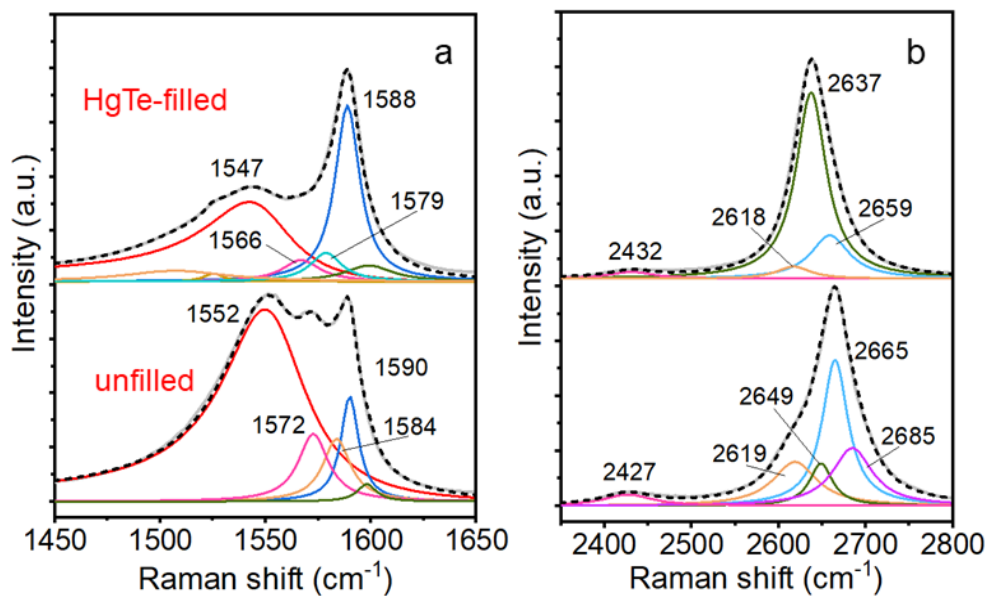 a
HgTe-filled
1588
1547
1579
1566
1552
unfilled
1590
1572
1584
Intensity (a.u.)
1450 1500 1550 1600 1650
Raman shift (cm⁻¹)
b
2637
2618
2659
2432
2665
2649
2685
2619
2427
Intensity (a.u.)
2400 2500 2600 2700 2800
Raman shift (cm⁻¹)